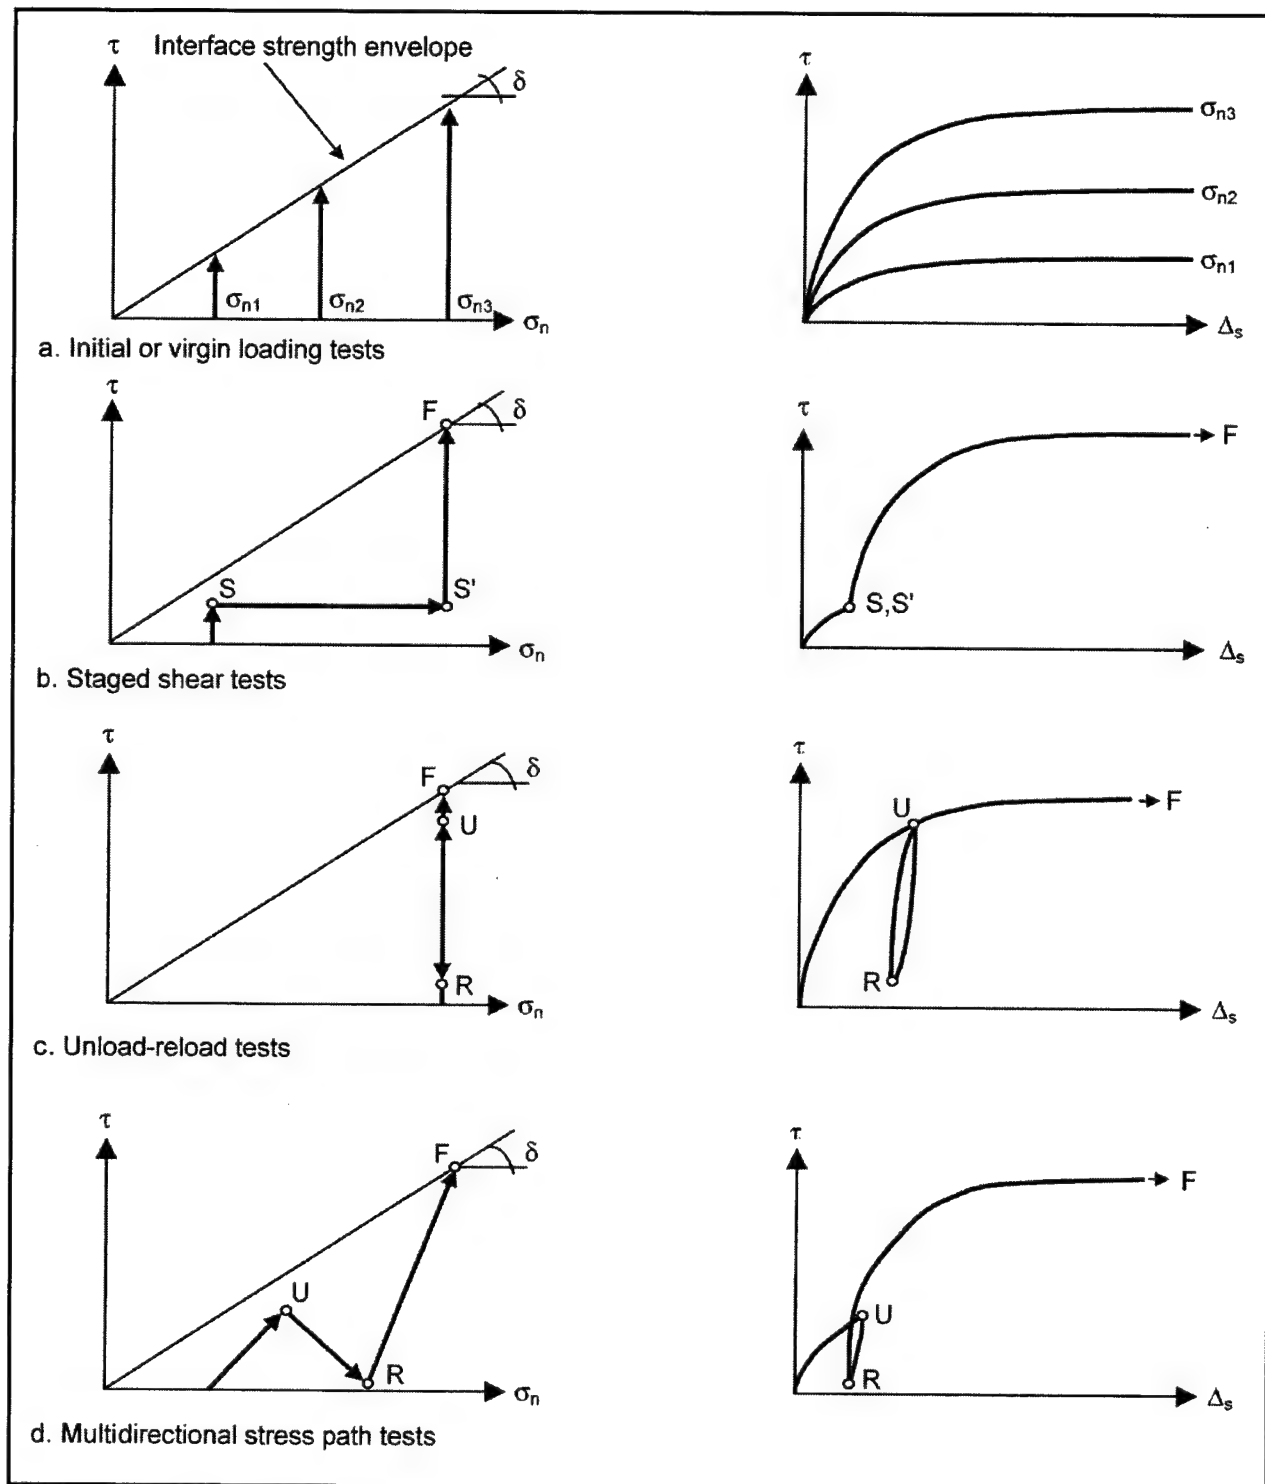 τ Interface strength envelope
δ
σn1 σn2 σn3 σn
τ
σn3
σn2
σn1
Δs
a. Initial or virgin loading tests
τ
F δ
S S'
σn
τ
F
S,S'
Δs
b. Staged shear tests
τ
F δ
U
R
σn
τ
U F
R
Δs
c. Unload-reload tests
τ
F δ
U
R
σn
τ
F
U
R
Δs
d. Multidirectional stress path tests